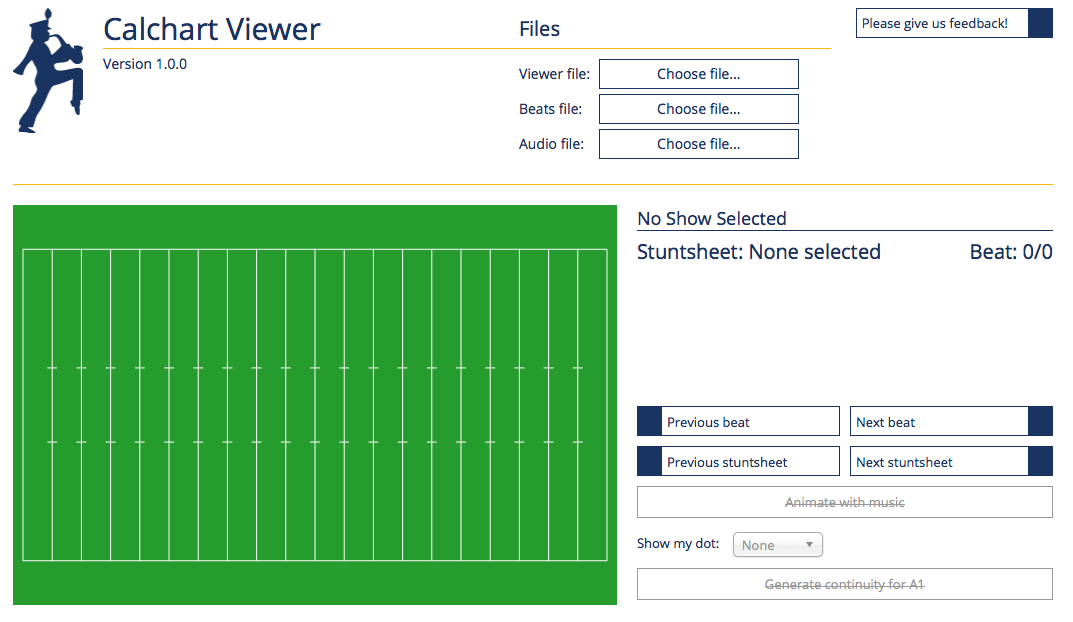 Calchart Viewer
Version 1.0.0
Files
Viewer file: Choose file...
Beats file: Choose file...
Audio file: Choose file...
Please give us feedback!
No Show Selected
Stuntsheet: None selected Beat: 0/0
Previous beat Next beat
Previous stuntsheet Next stuntsheet
Animate with music
Show my dot: None
Generate continuity for A1